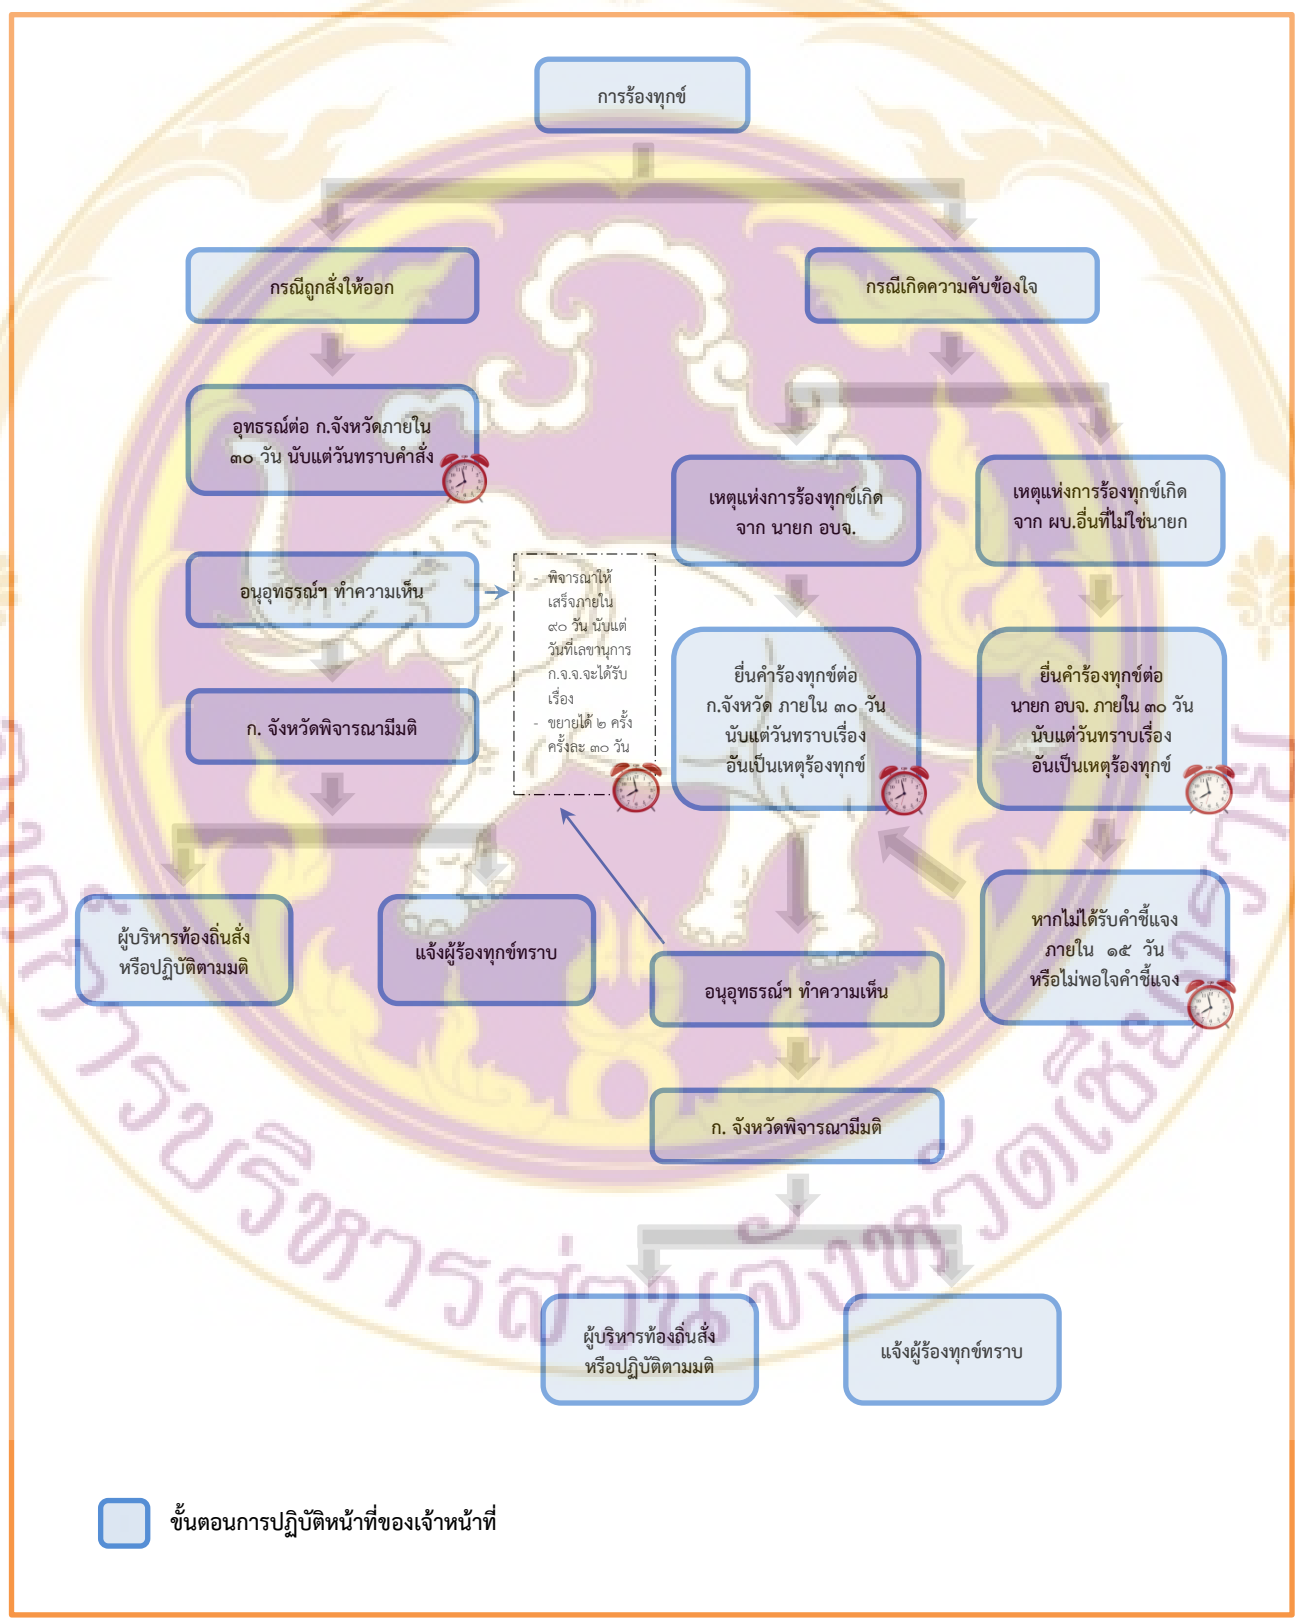 การร้องทุกข์
กรณีถูกสั่งให้ออก
กรณีเกิดความคับข้องใจ
อุทธรณ์ต่อ ก.จังหวัดภายใน
๓๐ วัน นับแต่วันทราบคำสั่ง
เหตุแห่งการร้องทุกข์เกิด
จาก นายก อบจ.
เหตุแห่งการร้องทุกข์เกิด
จาก ผบ.อื่นที่ไม่ใช่นายก
อนุอุทธรณ์ฯ ทำความเห็น
- พิจารณาให้
เสร็จภายใน
๙๐ วัน นับแต่
วันที่เลขานุการ
ก.จ.จ.จะได้รับ
เรื่อง
- ขยายได้ ๒ ครั้ง
ครั้งละ ๓๐ วัน
ยื่นคำร้องทุกข์ต่อ
ก.จังหวัด ภายใน ๓๐ วัน
นับแต่วันทราบเรื่อง
อันเป็นเหตุร้องทุกข์
ยื่นคำร้องทุกข์ต่อ
นายก อบจ. ภายใน ๓๐ วัน
นับแต่วันทราบเรื่อง
อันเป็นเหตุร้องทุกข์
ก. จังหวัดพิจารณามีมติ
ผู้บริหารท้องถิ่นสั่ง
หรือปฏิบัติตามมติ
แจ้งผู้ร้องทุกข์ทราบ
หากไม่ได้รับคำชี้แจง
ภายใน ๑๕ วัน
หรือไม่พอใจคำชี้แจง
อนุอุทธรณ์ฯ ทำความเห็น
ก. จังหวัดพิจารณามีมติ
ผู้บริหารท้องถิ่นสั่ง
หรือปฏิบัติตามมติ
แจ้งผู้ร้องทุกข์ทราบ
ขั้นตอนการปฏิบัติหน้าที่ของเจ้าหน้าที่
องค์การบริหารส่วนจังหวัดเชียงราย